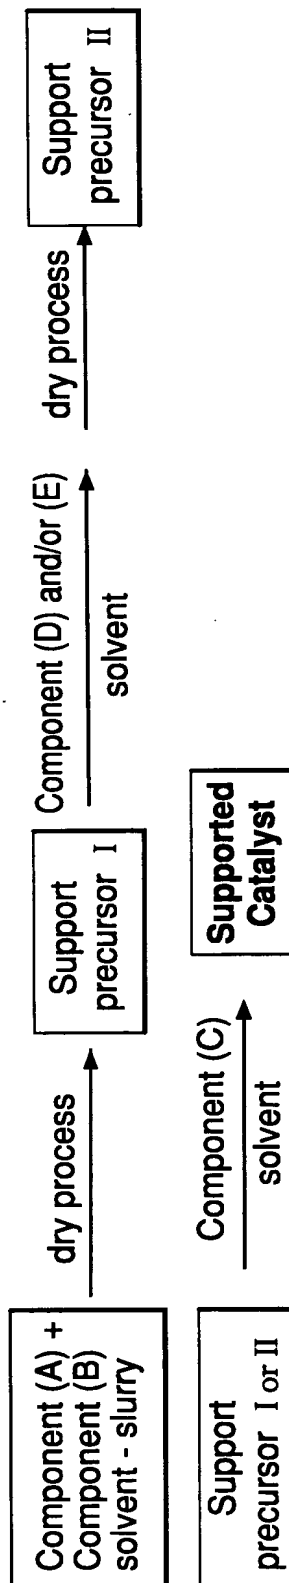 Component (A) +
Component (B)
solvent - slurry
dry process
Support
precursor I
Component (D) and/or (E)
solvent
dry process
Support
precursor II
Support
precursor I or II
Component (C)
solvent
Supported
Catalyst